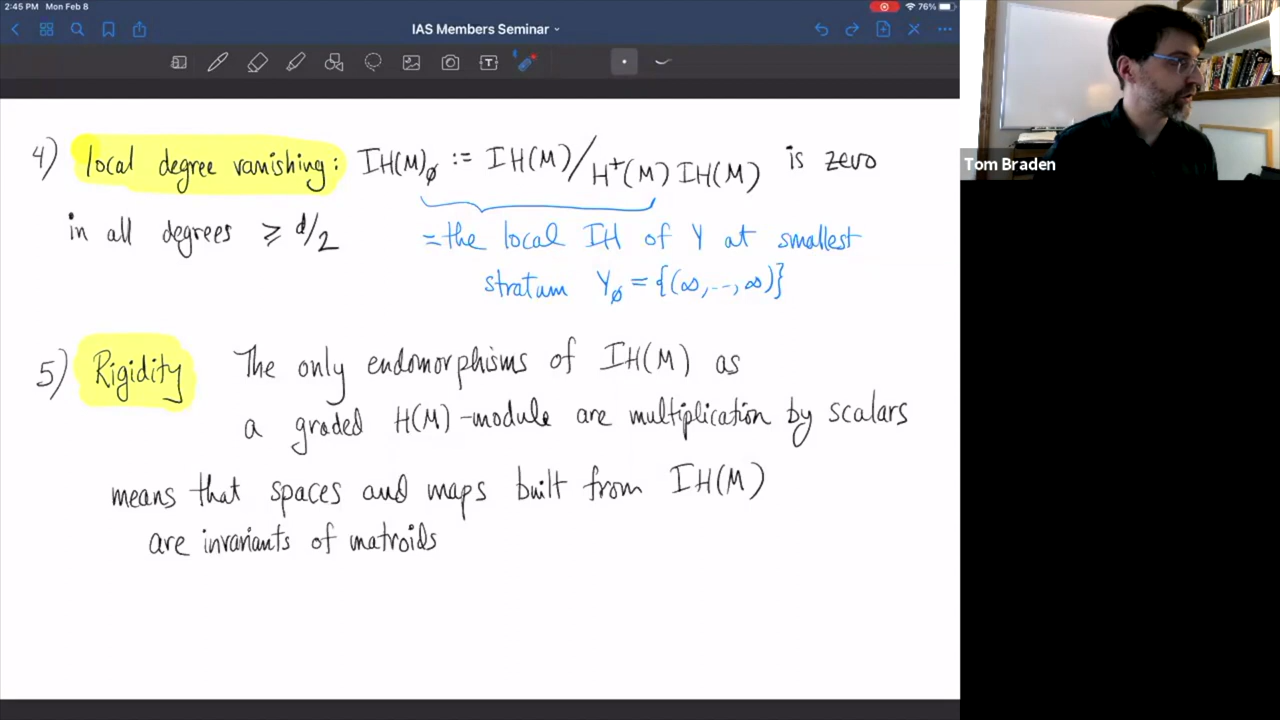 2:45 PM Mon Feb 8
76%
IAS Members Seminar
T
4) local degree vanishing: IH(M)_∅ := IH(M)/H⁺(M) IH(M) is zero
in all degrees ≥ d/2
= the local IH of Y at smallest
stratum Y_∅ = {(∞, --, ∞)}
5) Rigidity The only endomorphisms of IH(M) as
a graded H(M)-module are multiplication by scalars
means that spaces and maps built from IH(M)
are invariants of matroids
Tom Braden